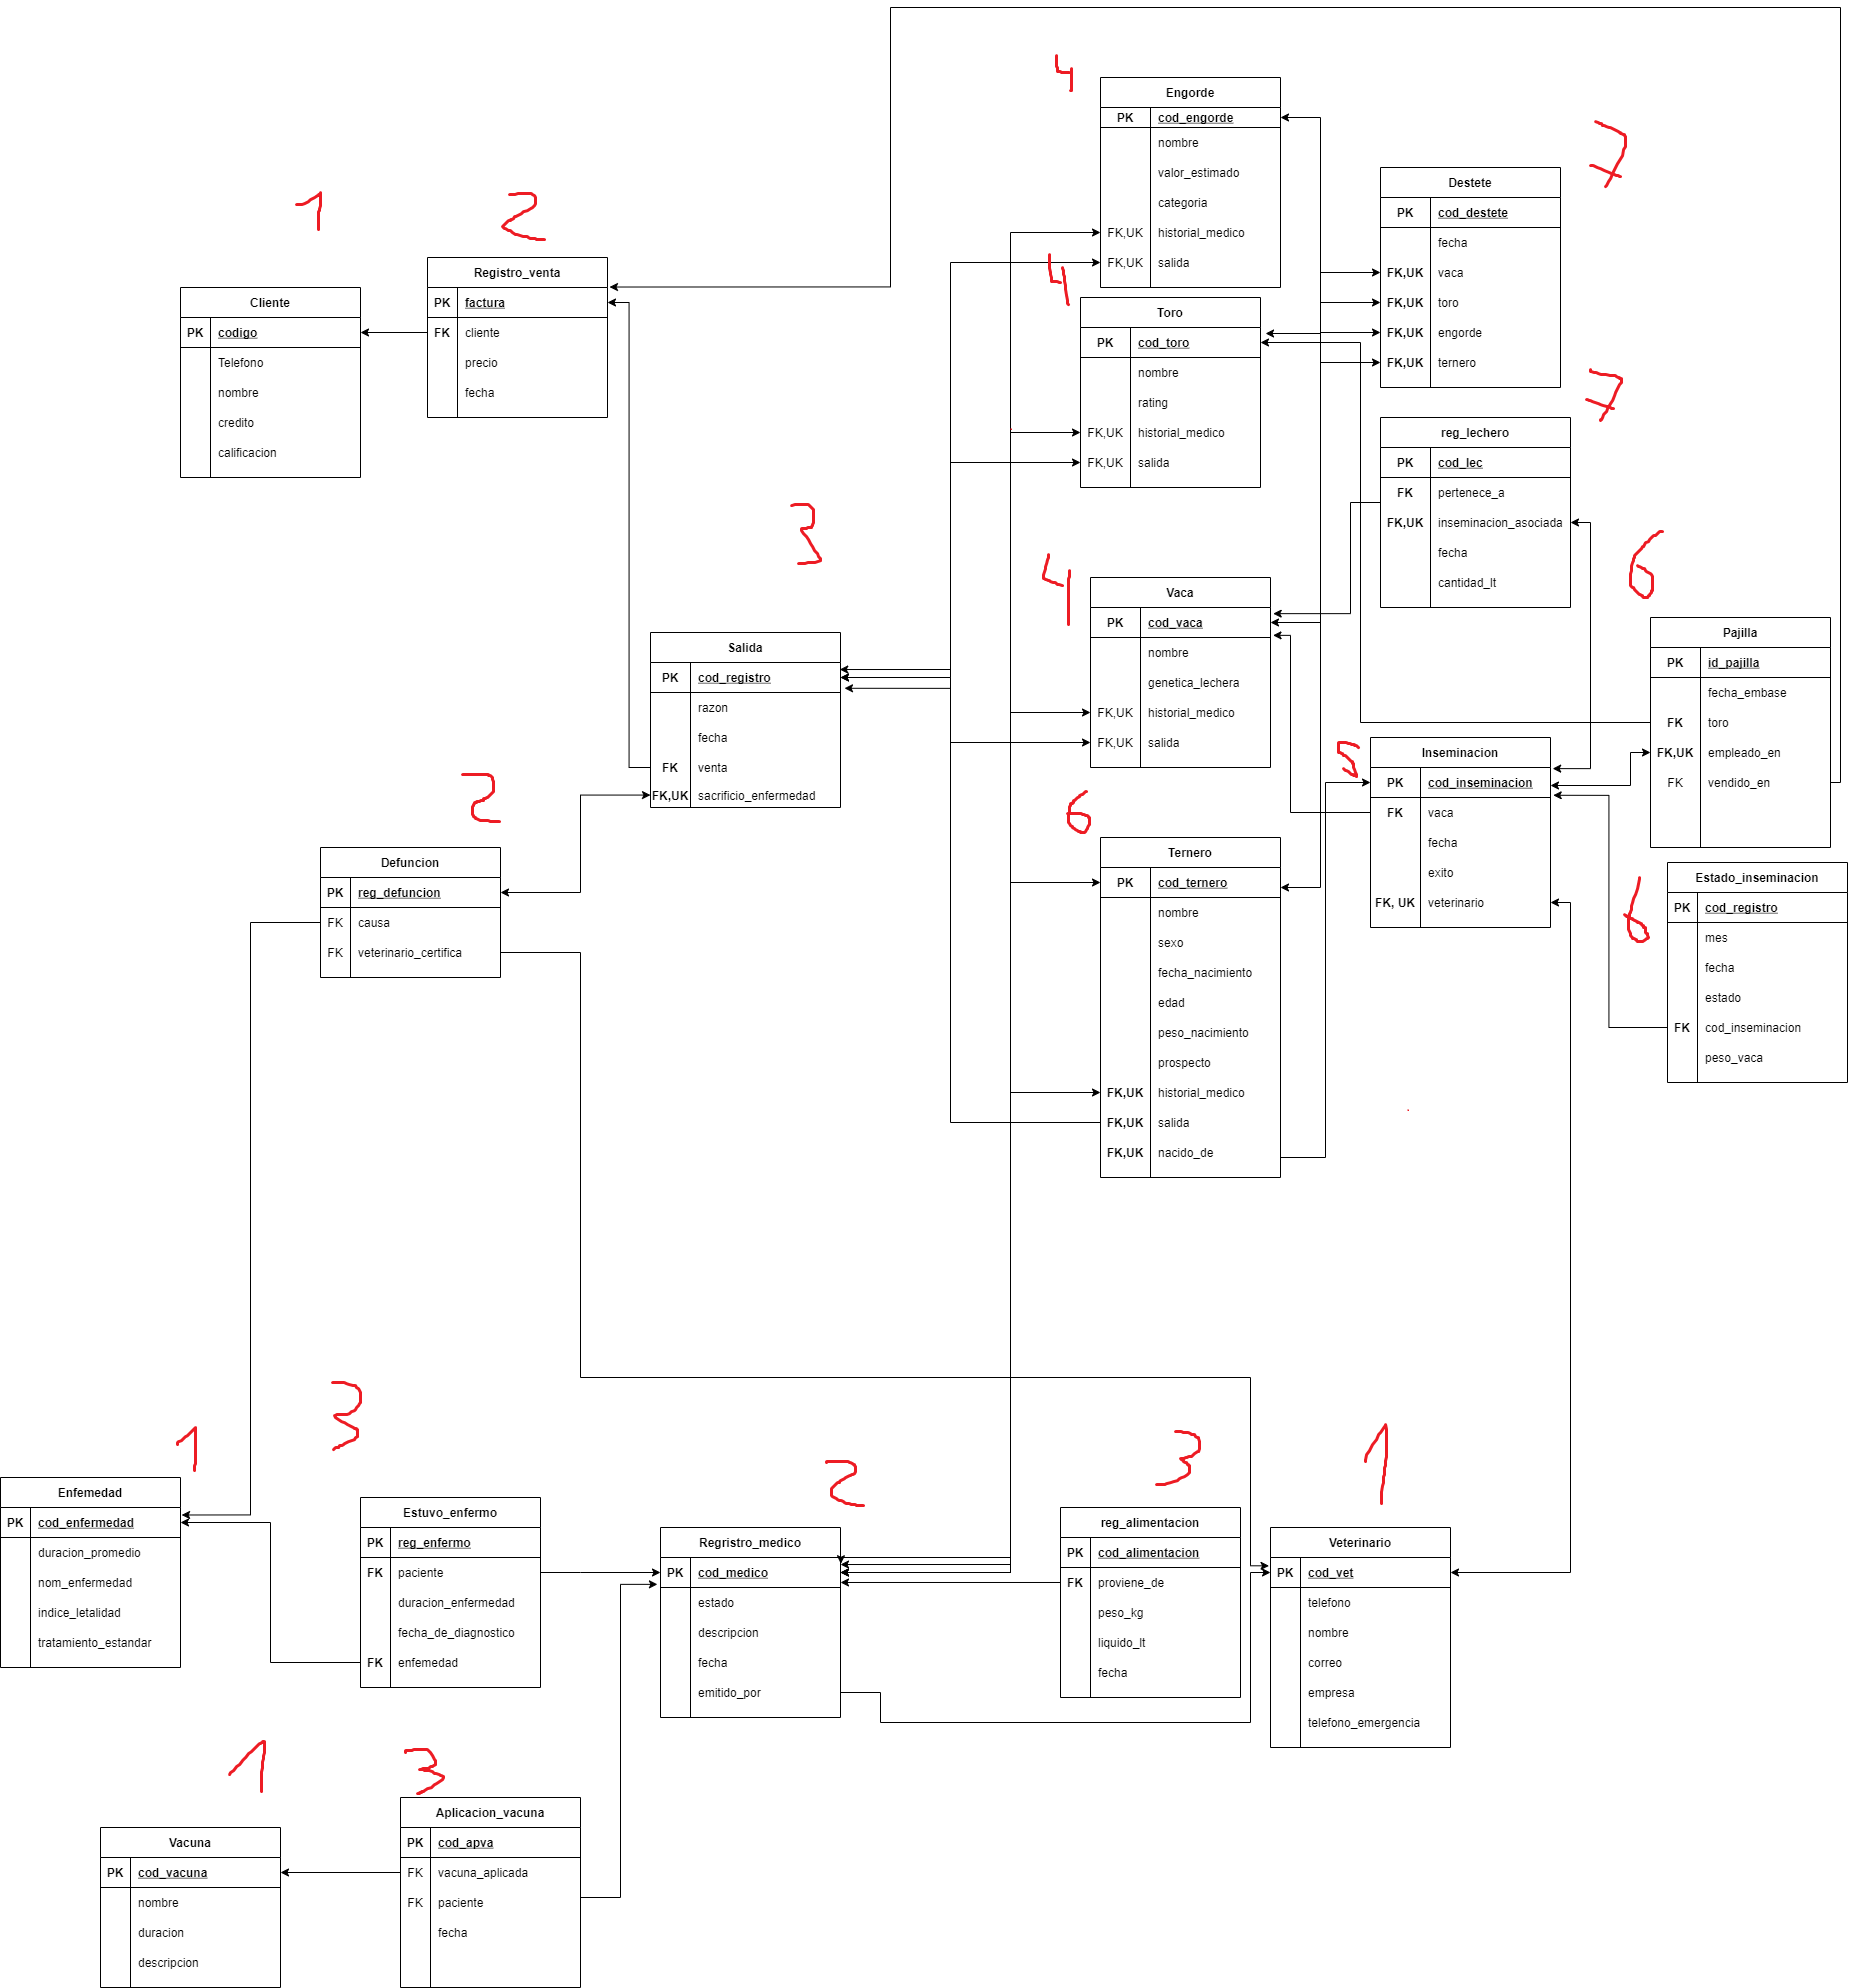 4
Engorde
PK cod_engorde
nombre
valor_estimado
categoria
FK,UK historial_medico
FK,UK salida
7
Destete
PK cod_destete
fecha
FK,UK vaca
FK,UK toro
FK,UK engorde
FK,UK ternero
1
Cliente
PK codigo
Telefono
nombre
credito
calificacion
2
Registro_venta
PK factura
FK cliente
precio
fecha
4
Toro
PK cod_toro
nombre
rating
FK,UK historial_medico
FK,UK salida
7
reg_lechero
PK cod_lec
FK pertenece_a
FK,UK inseminacion_asociada
fecha
cantidad_lt
3
Salida
PK cod_registro
razon
fecha
FK venta
FK,UK sacrificio_enfermedad
4
Vaca
PK cod_vaca
nombre
genetica_lechera
FK,UK historial_medico
FK,UK salida
6
Pajilla
PK id_pajilla
fecha_embase
FK toro
FK,UK empleado_en
FK vendido_en
5
Inseminacion
PK cod_inseminacion
FK vaca
fecha
exito
FK, UK veterinario
2
Defuncion
PK reg_defuncion
FK causa
FK veterinario_certifica
6
Ternero
PK cod_ternero
nombre
sexo
fecha_nacimiento
edad
peso_nacimiento
prospecto
FK,UK historial_medico
FK,UK salida
FK,UK nacido_de
6
Estado_inseminacion
PK cod_registro
mes
fecha
estado
FK cod_inseminacion
peso_vaca
1
Enfemedad
PK cod_enfermedad
duracion_promedio
nom_enfermedad
indice_letalidad
tratamiento_estandar
3
Estuvo_enfermo
PK reg_enfermo
FK paciente
duracion_enfermedad
fecha_de_diagnostico
FK enfemedad
2
Regristro_medico
PK cod_medico
estado
descripcion
fecha
emitido_por
3
reg_alimentacion
PK cod_alimentacion
FK proviene_de
peso_kg
liquido_lt
fecha
1
Veterinario
PK cod_vet
telefono
nombre
correo
empresa
telefono_emergencia
1
Vacuna
PK cod_vacuna
nombre
duracion
descripcion
3
Aplicacion_vacuna
PK cod_apva
FK vacuna_aplicada
FK paciente
fecha